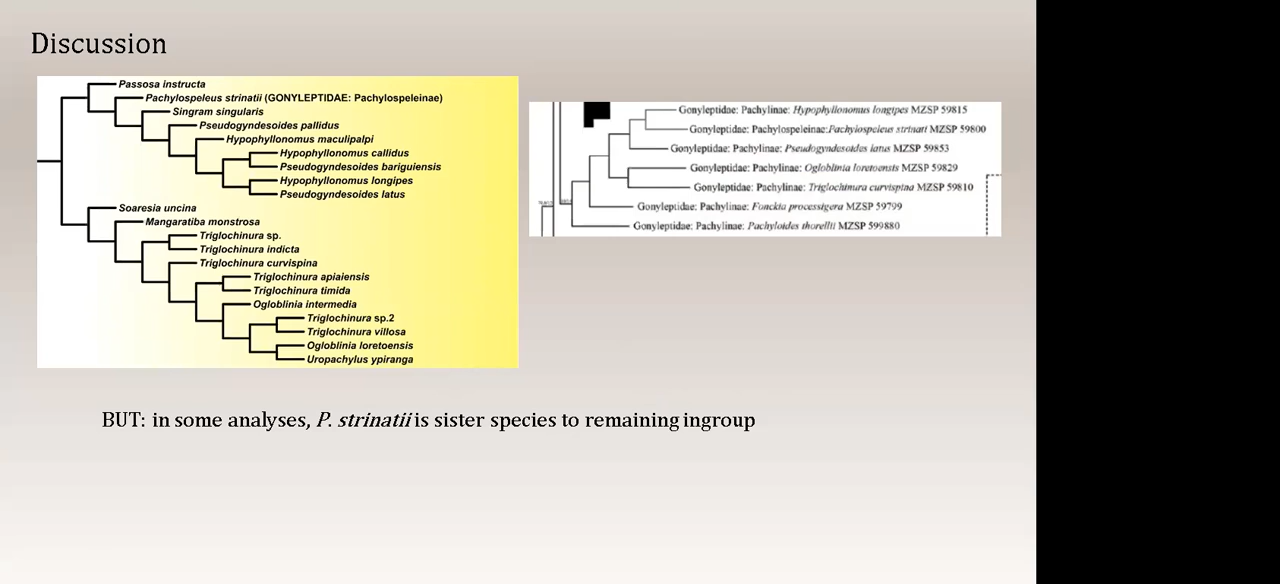 Discussion
Passosa instructa
Pachylospeleus strinatii (GONYLEPTIDAE: Pachylospeleinae)
Singram singularis
Pseudogyndesoides pallidus
Hypophyllonomus maculipalpi
Hypophyllonomus callidus
Pseudogyndesoides bariguiensis
Hypophyllonomus longipes
Pseudogyndesoides latus
Soaresia uncina
Mangaratiba monstrosa
Triglochinura sp.
Triglochinura indicta
Triglochinura curvispina
Triglochinura apiaiensis
Triglochinura timida
Ogloblinia intermedia
Triglochinura sp.2
Triglochinura villosa
Ogloblinia loretoensis
Uropachylus ypiranga
Gonyleptidae: Pachylinae: Hypophyllonomus longipes MZSP 59815
Gonyleptidae: Pachylospeleinae: Pachylospeleus strinati MZSP 59800
Gonyleptidae: Pachylinae: Pseudogyndesoides latus MZSP 59853
Gonyleptidae: Pachylinae: Ogloblinia loretoensis MZSP 59829
Gonyleptidae: Pachylinae: Triglochinura curvispina MZSP 59810
Gonyleptidae: Pachylinae: Fonckia processigera MZSP 59799
Gonyleptidae: Pachylinae: Pachyloides thorellii MZSP 599880
BUT: in some analyses, P. strinatii is sister species to remaining ingroup